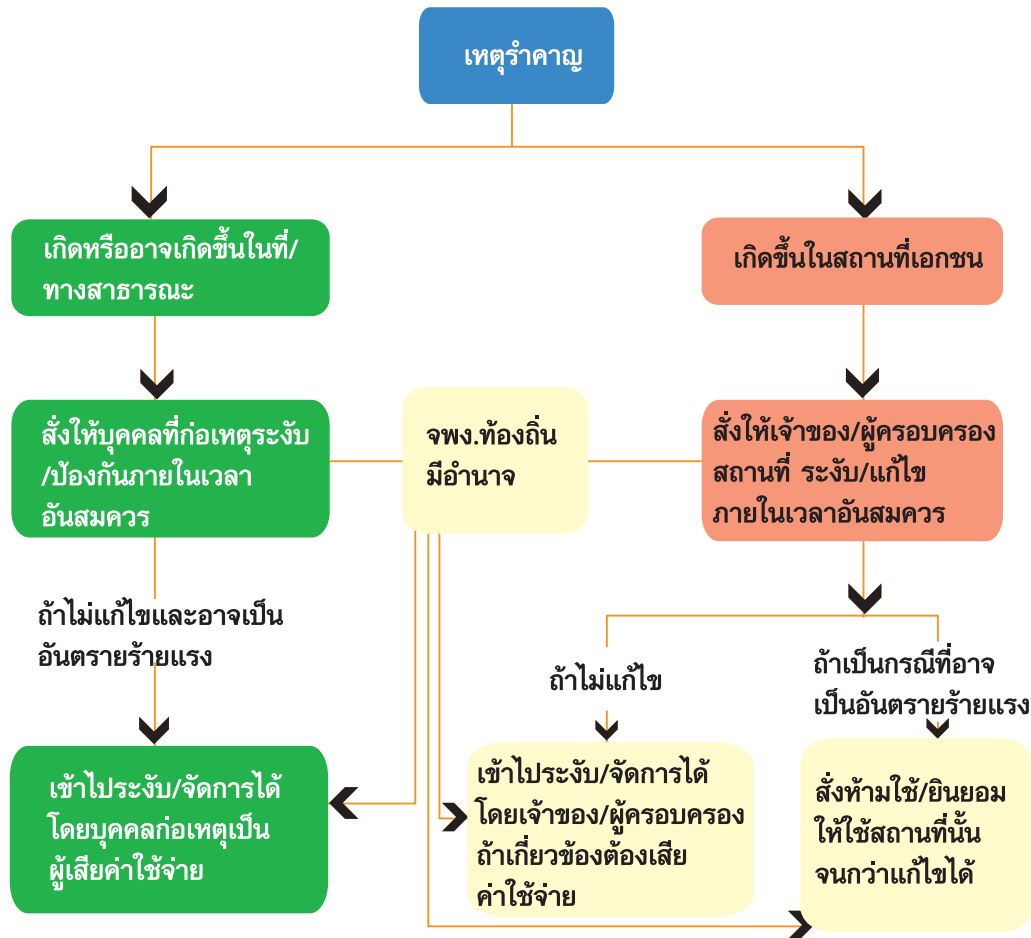 เหตุรำคาญ
เกิดหรืออาจเกิดขึ้นในที่/
ทางสาธารณะ
เกิดขึ้นในสถานที่เอกชน
สั่งให้บุคคลที่ก่อเหตุระงับ
/ป้องกันภายในเวลา
อันสมควร
จพง.ท้องถิ่น
มีอำนาจ
สั่งให้เจ้าของ/ผู้ครอบครอง
สถานที่ ระงับ/แก้ไข
ภายในเวลาอันสมควร
ถ้าไม่แก้ไขและอาจเป็น
อันตรายร้ายแรง
ถ้าไม่แก้ไข
ถ้าเป็นกรณีที่อาจ
เป็นอันตรายร้ายแรง
เข้าไประงับ/จัดการได้
โดยบุคคลก่อเหตุเป็น
ผู้เสียค่าใช้จ่าย
เข้าไประงับ/จัดการได้
โดยเจ้าของ/ผู้ครอบครอง
ถ้าเกี่ยวข้องต้องเสีย
ค่าใช้จ่าย
สั่งห้ามใช้/ยินยอม
ให้ใช้สถานที่นั้น
จนกว่าแก้ไขได้